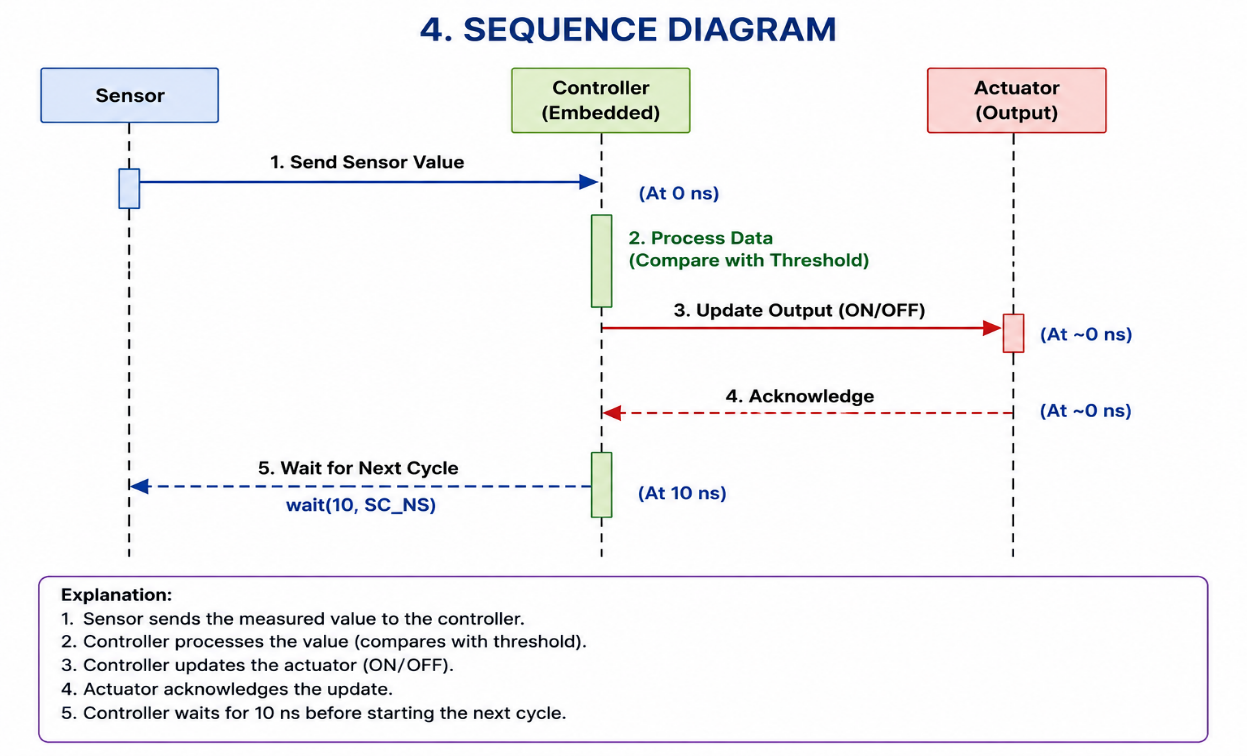 4. SEQUENCE DIAGRAM
Sensor
Controller
(Embedded)
Actuator
(Output)
1. Send Sensor Value
(At 0 ns)
2. Process Data
(Compare with Threshold)
3. Update Output (ON/OFF)
(At ~0 ns)
4. Acknowledge
(At ~0 ns)
5. Wait for Next Cycle
wait(10, SC_NS)
(At 10 ns)
Explanation:
1. Sensor sends the measured value to the controller.
2. Controller processes the value (compares with threshold).
3. Controller updates the actuator (ON/OFF).
4. Actuator acknowledges the update.
5. Controller waits for 10 ns before starting the next cycle.